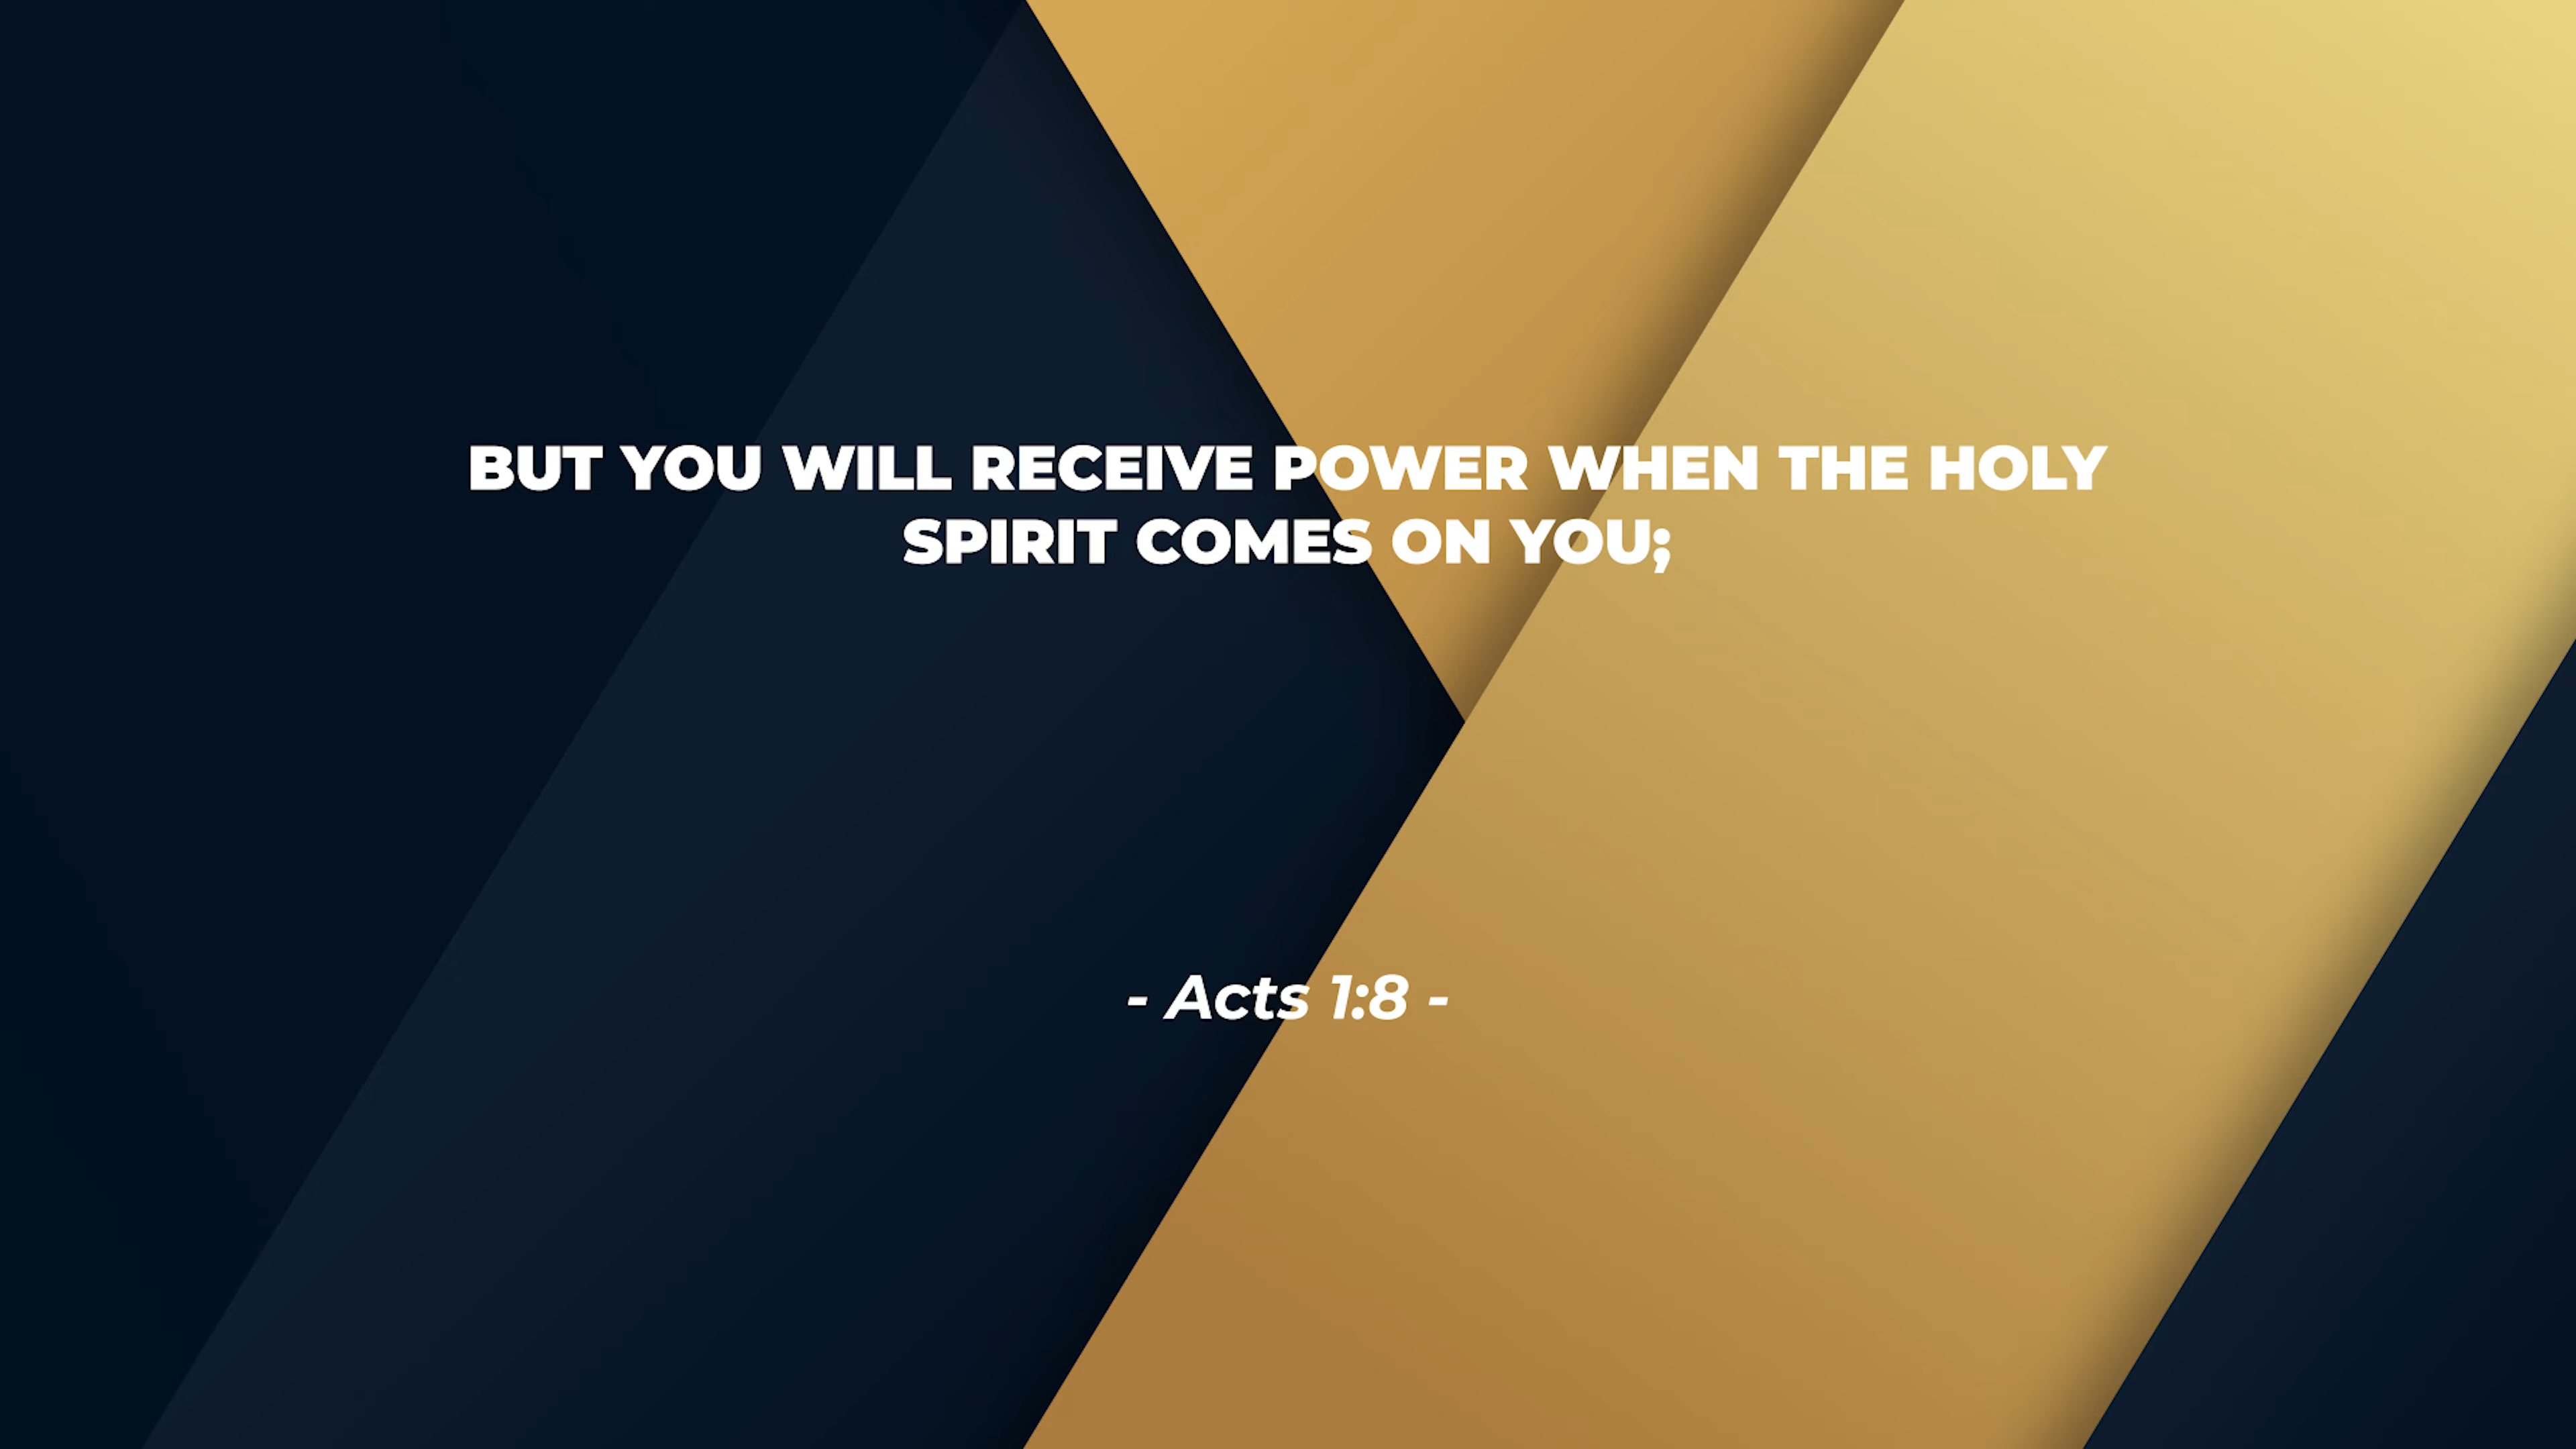 BUT YOU WILL RECEIVE POWER WHEN THE HOLY
SPIRIT COMES ON YOU;
- Acts 1:8 -